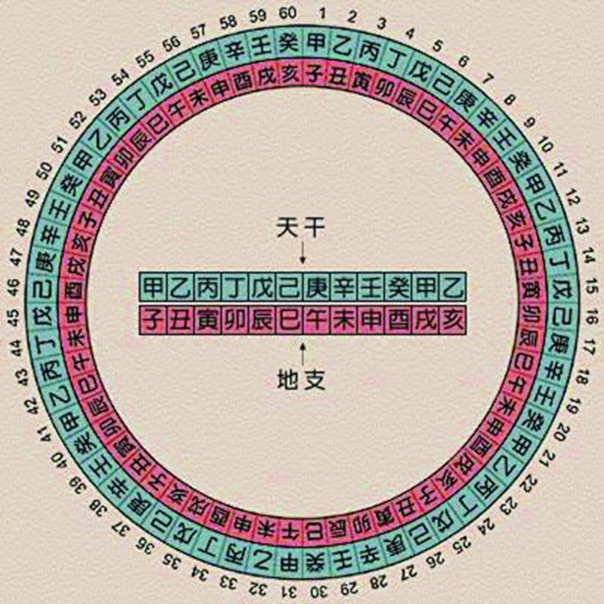 1 2 3 4 5 6 7 8 9 10 11 12 13 14 15 16 17 18 19 20 21 22 23 24 25 26 27 28 29 30 31 32 33 34 35 36 37 38 39 40 41 42 43 44 45 46 47 48 49 50 51 52 53 54 55 56 57 58 59 60
甲乙丙丁戊己庚辛壬癸甲乙丙丁戊己庚辛壬癸甲乙丙丁戊己庚辛壬癸甲乙丙丁戊己庚辛壬癸甲乙丙丁戊己庚辛壬癸甲乙丙丁戊己庚辛壬癸
子丑寅卯辰巳午未申酉戌亥子丑寅卯辰巳午未申酉戌亥子丑寅卯辰巳午未申酉戌亥子丑寅卯辰巳午未申酉戌亥子丑寅卯辰巳午未申酉戌亥
天干
甲乙丙丁戊己庚辛壬癸甲乙
子丑寅卯辰巳午未申酉戌亥
地支